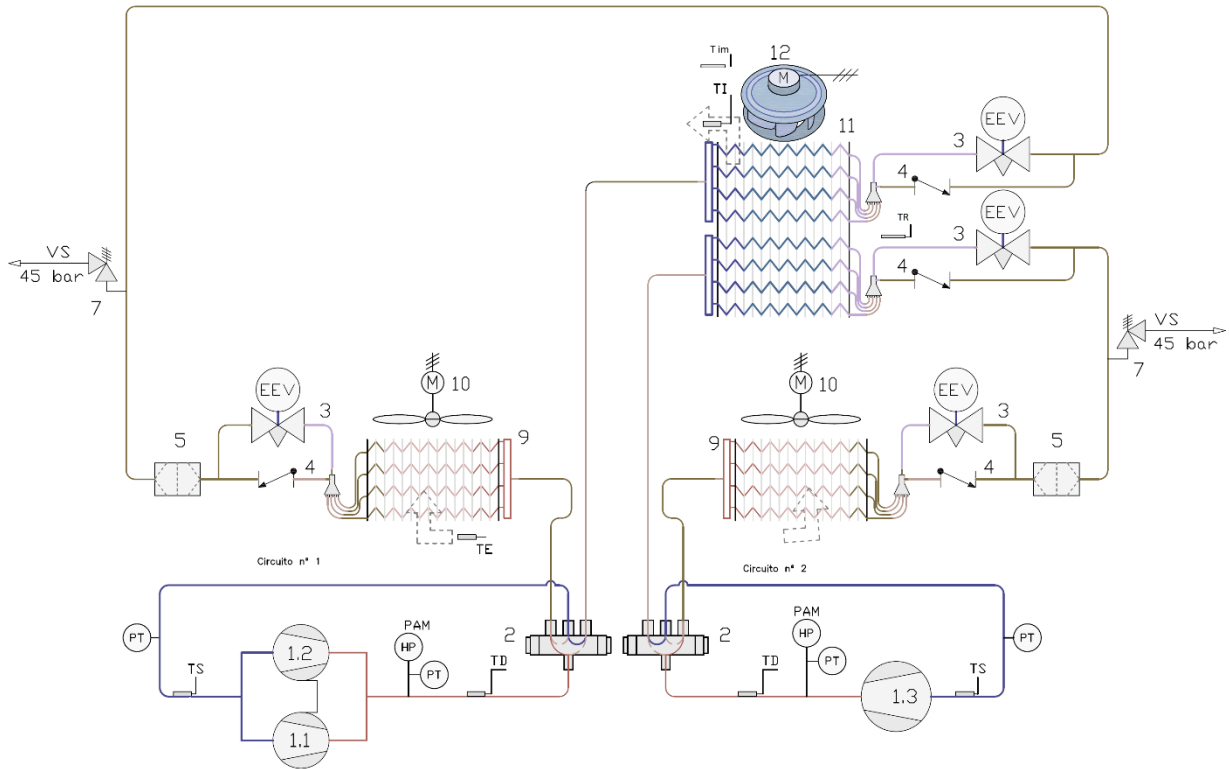 Tim
12
M
TI
11
EEV
3
4
EEV
TR
3
4
VS
45 bar
7
VS
45 bar
7
EEV
3
M
10
M
10
EEV
3
5
4
9
9
4
5
TE
Circuito nº 1
Circuito nº 2
PT
PAM
HP
PT
TS
1.2
TD
2
2
PAM
HP
PT
TD
TS
PT
1.3
1.1